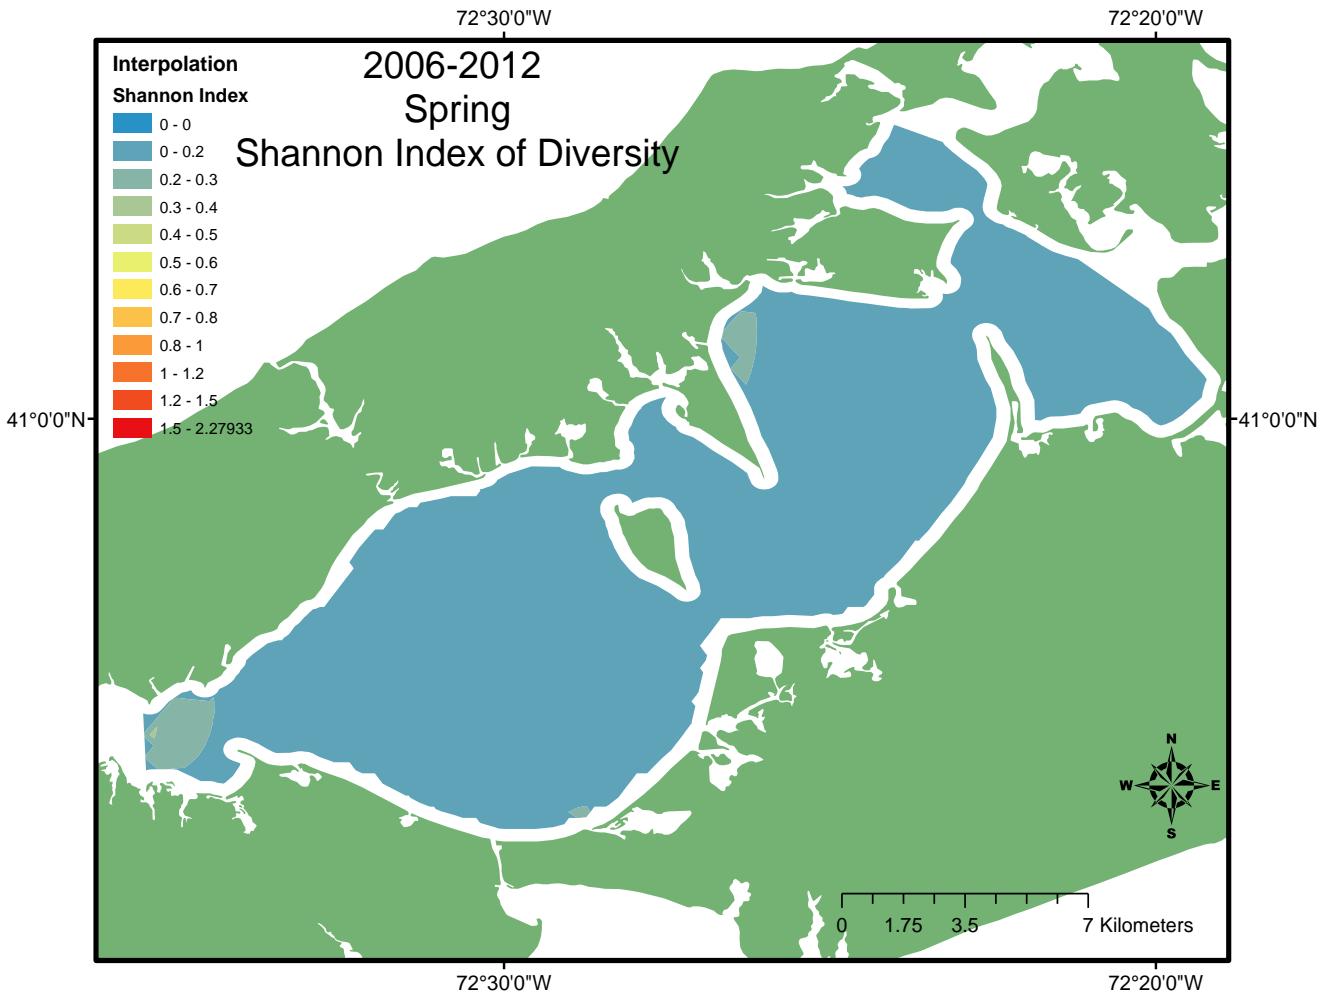 72°30'0"W
72°20'0"W
Interpolation
Shannon Index
0 - 0
0 - 0.2
0.2 - 0.3
0.3 - 0.4
0.4 - 0.5
0.5 - 0.6
0.6 - 0.7
0.7 - 0.8
0.8 - 1
1 - 1.2
1.2 - 1.5
1.5 - 2.27933
2006-2012
Spring
Shannon Index of Diversity
41°0'0"N
41°0'0"N
N
W
E
S
0
1.75
3.5
7 Kilometers
72°30'0"W
72°20'0"W